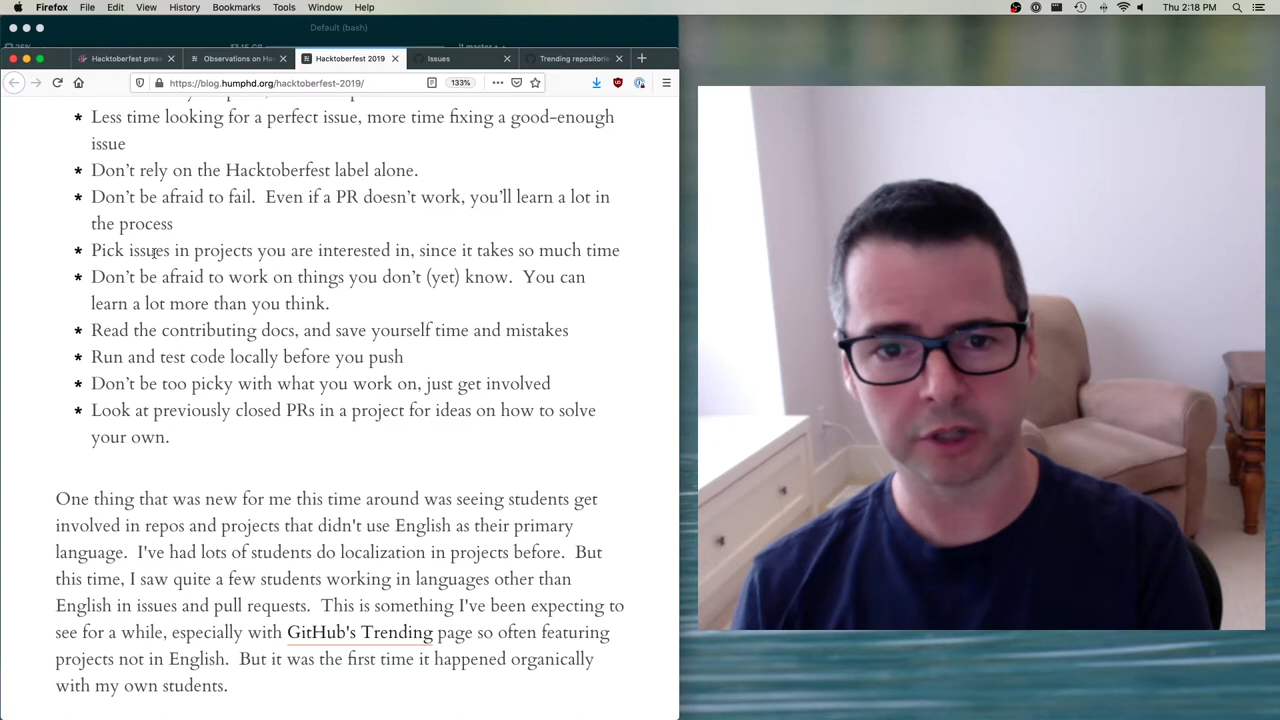 Firefox File Edit View History Bookmarks Tools Window Help Thu 2:18 PM
Default (bash)
Hacktoberfest pres Observations on Hac Hacktoberfest 2019 Issues Trending repositorie
https://blog.humphd.org/hacktoberfest-2019/ 133%
* Less time looking for a perfect issue, more time fixing a good-enough
issue
* Don’t rely on the Hacktoberfest label alone.
* Don’t be afraid to fail. Even if a PR doesn’t work, you’ll learn a lot in
the process
* Pick issues in projects you are interested in, since it takes so much time
* Don’t be afraid to work on things you don’t (yet) know. You can
learn a lot more than you think.
* Read the contributing docs, and save yourself time and mistakes
* Run and test code locally before you push
* Don’t be too picky with what you work on, just get involved
* Look at previously closed PRs in a project for ideas on how to solve
your own.
One thing that was new for me this time around was seeing students get
involved in repos and projects that didn't use English as their primary
language. I've had lots of students do localization in projects before. But
this time, I saw quite a few students working in languages other than
English in issues and pull requests. This is something I've been expecting to
see for a while, especially with GitHub's Trending page so often featuring
projects not in English. But it was the first time it happened organically
with my own students.